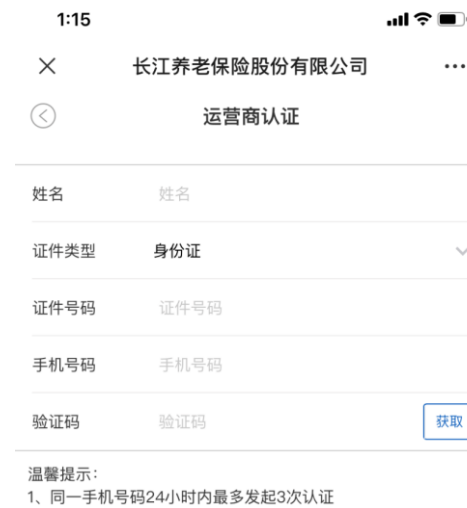 1:15
长江养老保险股份有限公司
运营商认证
姓名 姓名
证件类型 身份证
证件号码 证件号码
手机号码 手机号码
验证码 验证码 获取
温馨提示：
1、同一手机号码24小时内最多发起3次认证